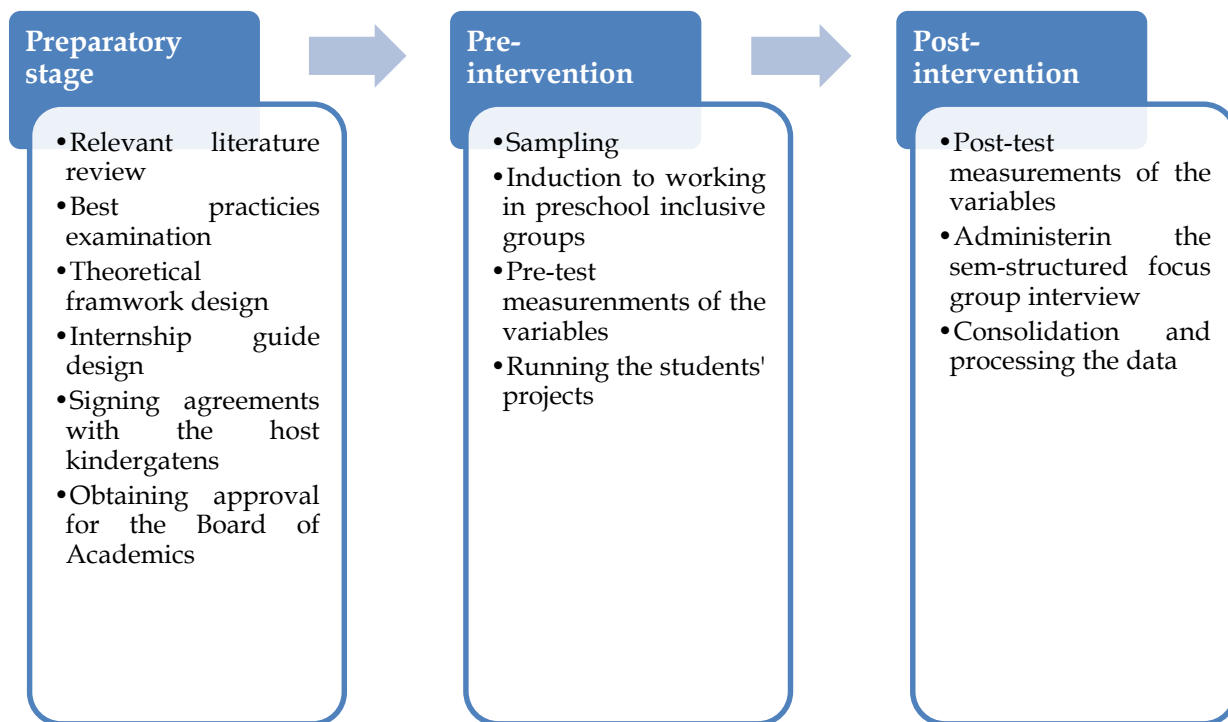 Preparatory
stage
•Relevant literature
review
•Best practicies
examination
•Theoretical
framwork design
•Internship guide
design
•Signing agreements
with the host
kindergatens
•Obtaining approval
for the Board of
Academics
Pre-
intervention
•Sampling
•Induction to working
in preschool inclusive
groups
•Pre-test
measurenments of the
variables
•Running the students'
projects
Post-
intervention
•Post-test
measurements of the
variables
•Administerin the
sem-structured focus
group interview
•Consolidation and
processing the data